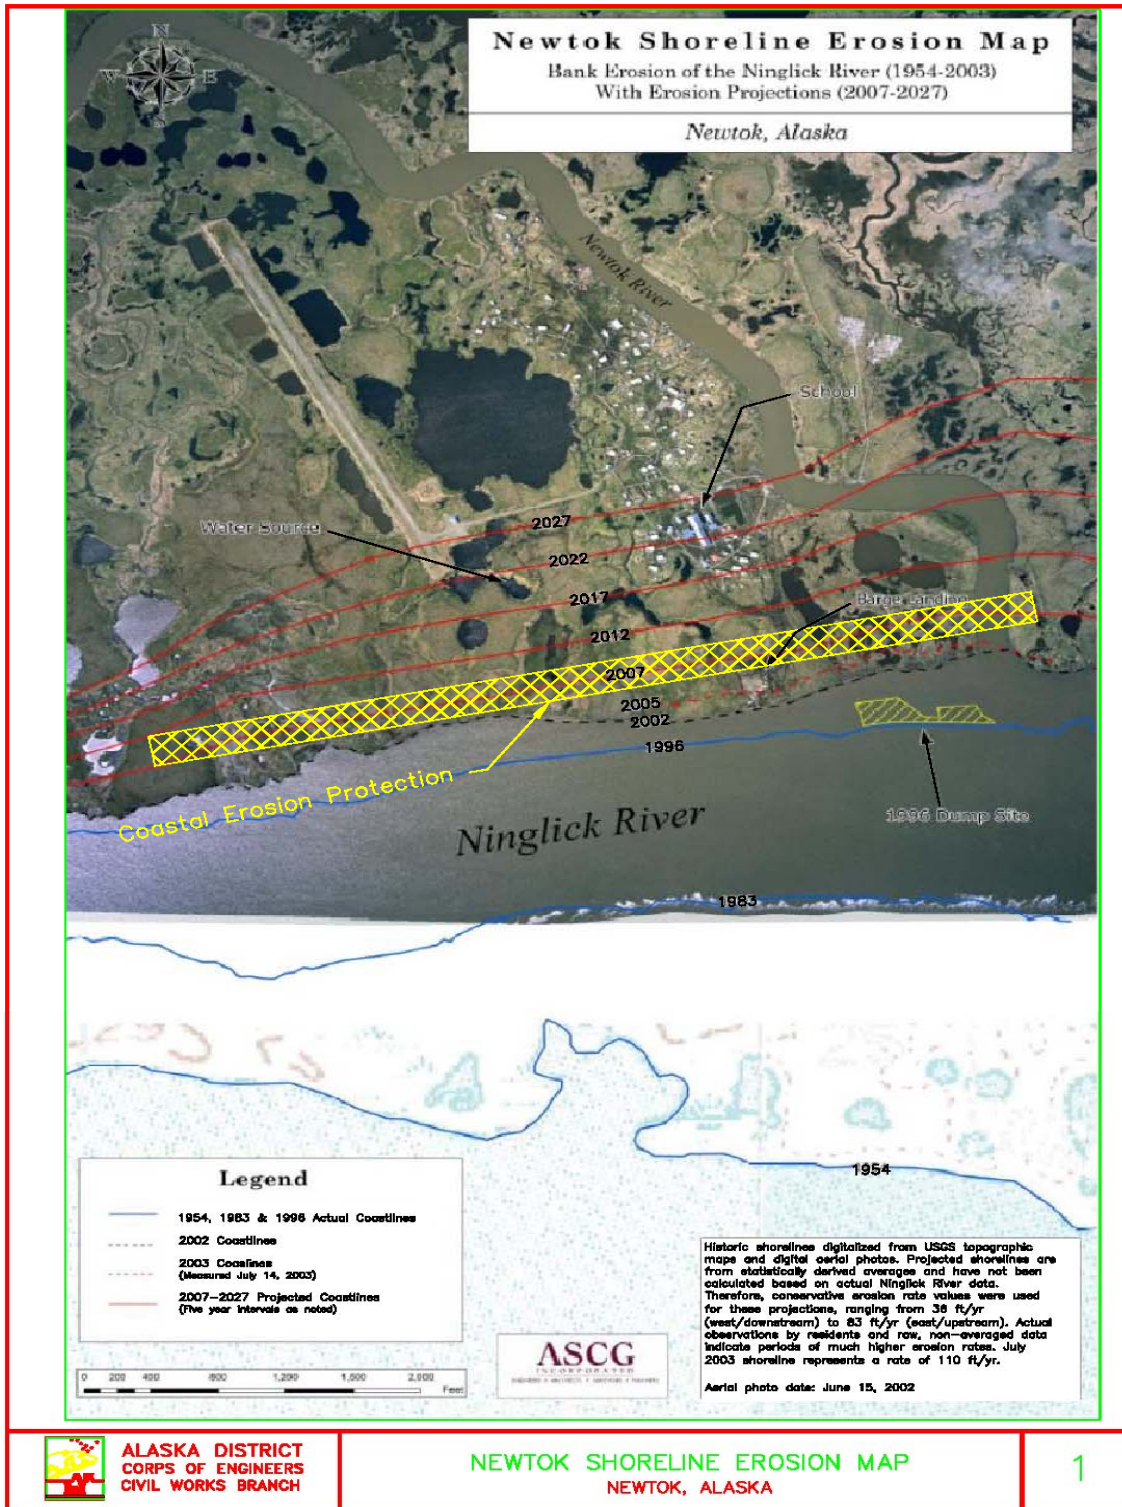 Newtok Shoreline Erosion Map
Bank Erosion of the Ninglick River (1954-2003)
With Erosion Projections (2007-2027)
Newtok, Alaska
N
W
E
S
Newtok River
School
Water Source
2027
2022
2017
Barge Landing
2012
2007
2005
2002
1996
Coastal Erosion Protection
Ninglick River
1996 Dump Site
1983
1954
Legend
1954, 1983 & 1996 Actual Coastlines
2002 Coastlines
2003 Coastlines
(Measured July 14, 2003)
2007-2027 Projected Coastlines
(Five year intervals as noted)
0 200 400 800 1,200 1,600 2,000
Feet
ASCG
INCORPORATED
Historic shorelines digitalized from USGS topographic
maps and digital aerial photos. Projected shorelines are
from statistically derived averages and have not been
calculated based on actual Ninglick River data.
Therefore, conservative erosion rate values were used
for these projections, ranging from 36 ft/yr
(west/downstream) to 83 ft/yr (east/upstream). Actual
observations by residents and raw, non-averaged data
indicate periods of much higher erosion rates. July
2003 shoreline represents a rate of 110 ft/yr.
Aerial photo date: June 15, 2002
ALASKA DISTRICT
CORPS OF ENGINEERS
CIVIL WORKS BRANCH
NEWTOK SHORELINE EROSION MAP
NEWTOK, ALASKA
1